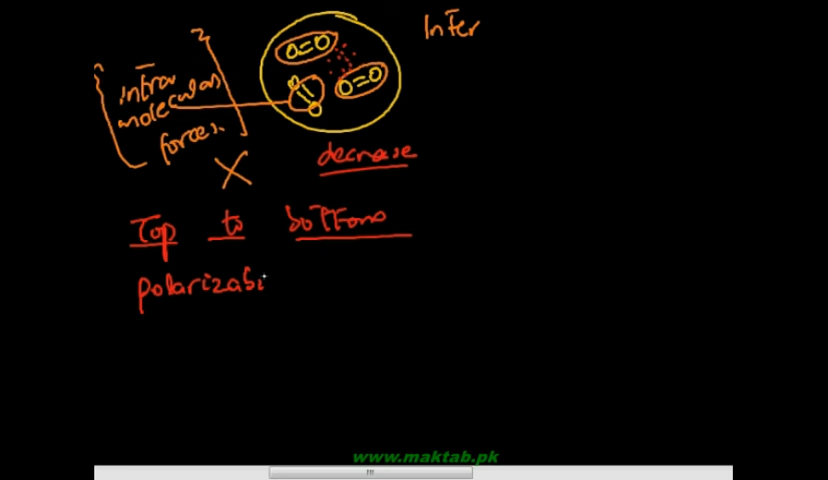 Inter
O=O
O=O
O=O
{intra
molecular
forces.}
X
decrease
Top to bottom
polarizabi
www.maktab.pk